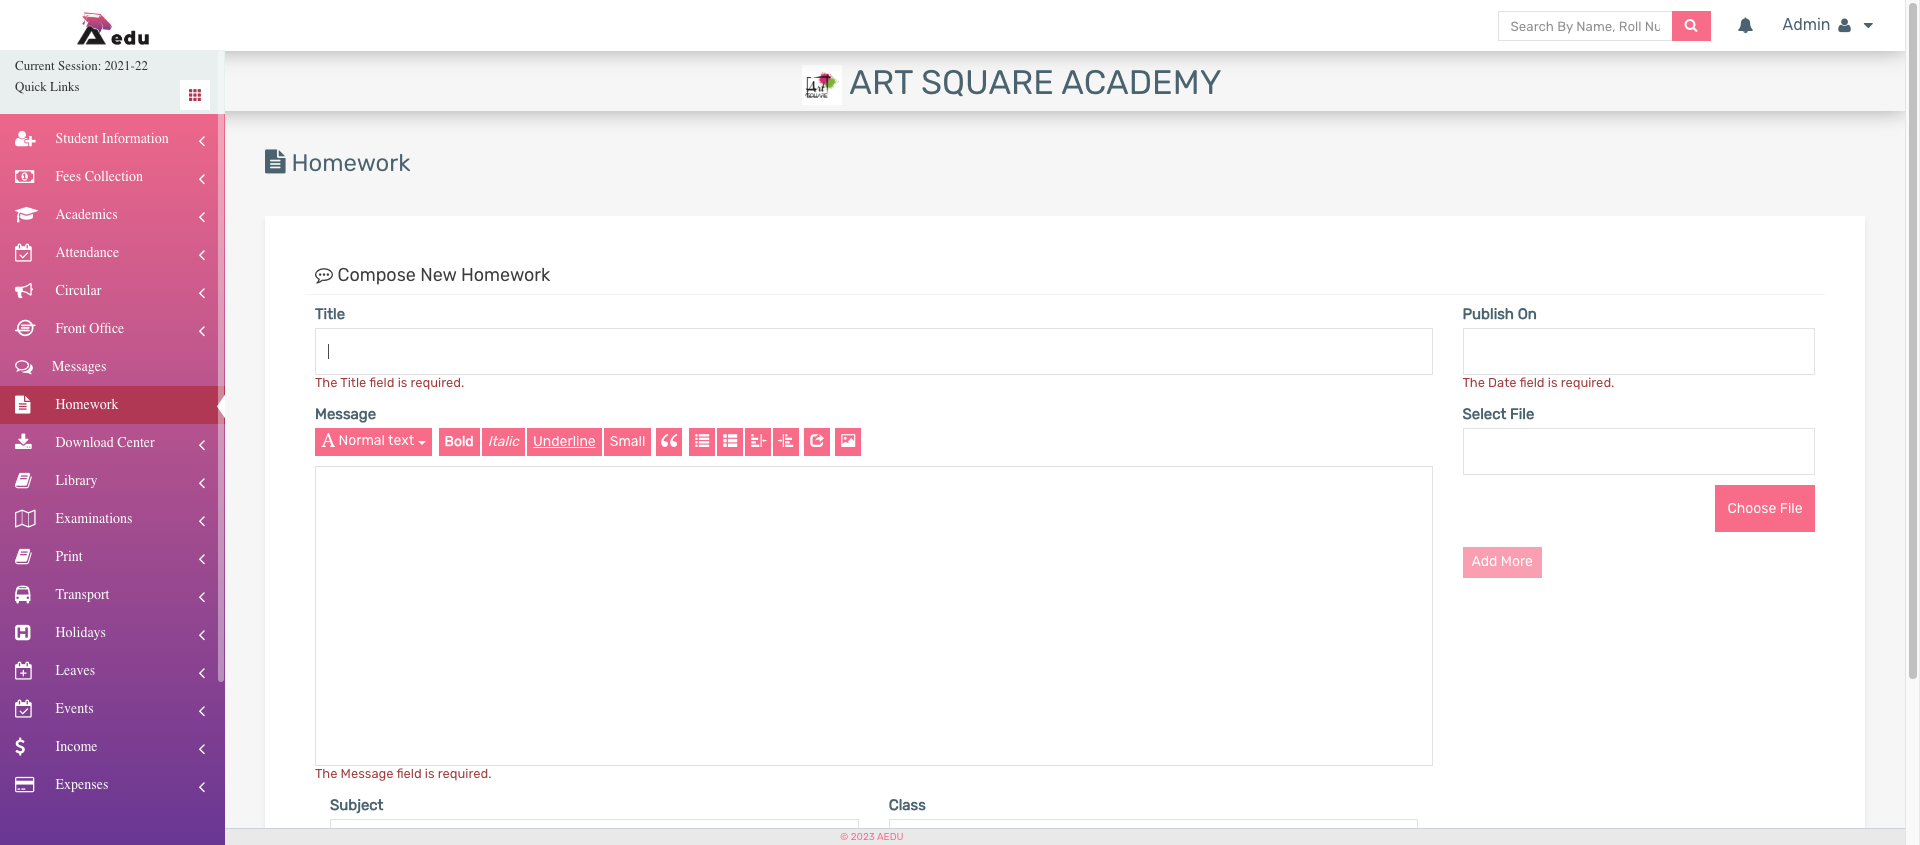 edu
Search By Name, Roll Nu
Admin
Current Session: 2021-22
Quick Links
Art
SQUARE
ART SQUARE ACADEMY
Student Information
Fees Collection
Academics
Attendance
Circular
Front Office
Messages
Homework
Download Center
Library
Examinations
Print
Transport
Holidays
Leaves
Events
Income
Expenses
Homework
Compose New Homework
Title
The Title field is required.
Publish On
The Date field is required.
Message
A Normal text
Bold
Italic
Underline
Small
Select File
Choose File
Add More
The Message field is required.
Subject
Class
© 2023 AEDU